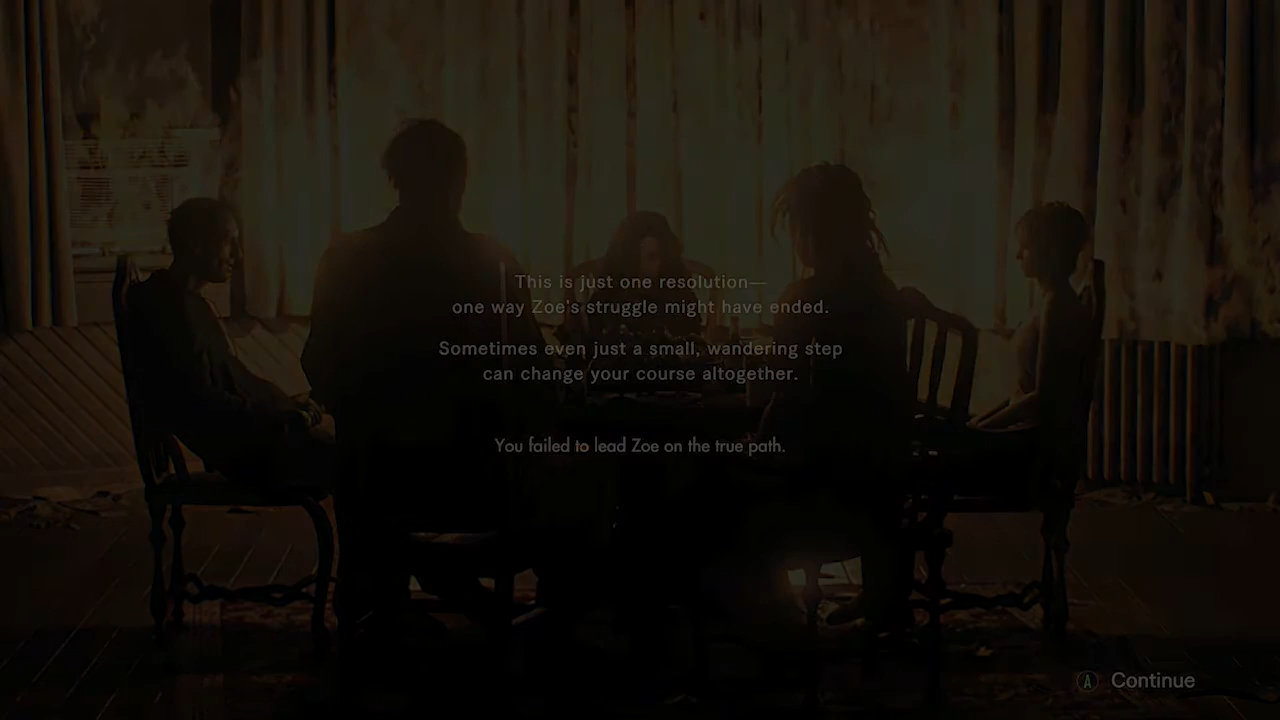 This is just one resolution—
one way Zoe's struggle might have ended.
Sometimes even just a small, wandering step
can change your course altogether.
You failed to lead Zoe on the true path.
A Continue